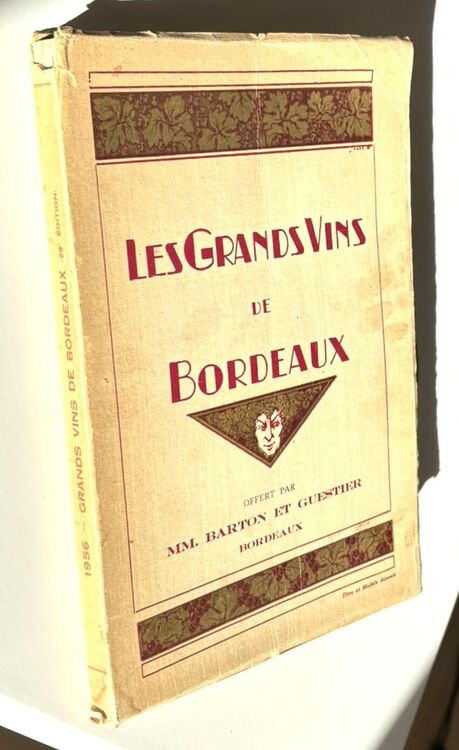 LES GRANDS VINS
DE
BORDEAUX
OFFERT PAR
MM. BARTON ET GUESTIER
BORDEAUX
Titre et Modèle déposés
1956 — GRANDS VINS DE BORDEAUX (29e ÉDITION)